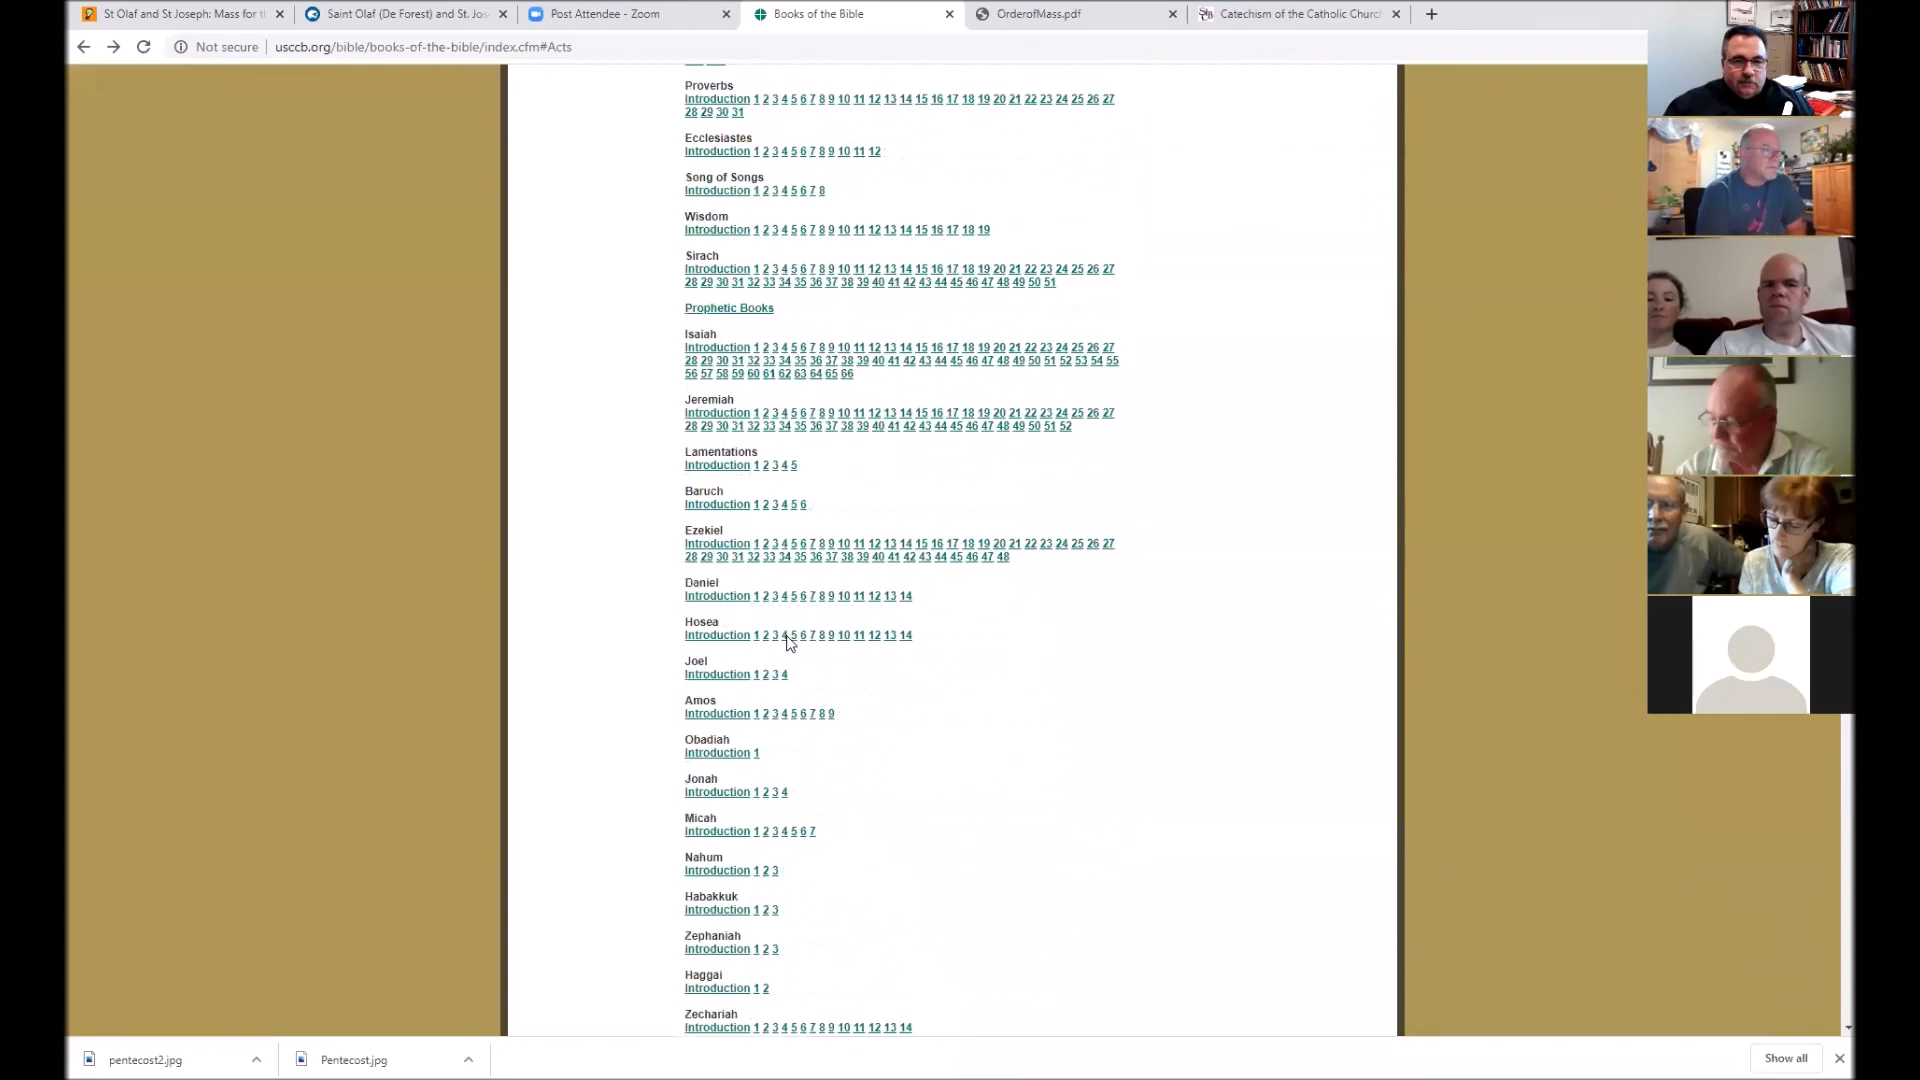 St Olaf and St Joseph: Mass for t
Saint Olaf (De Forest) and St. Jos
Post Attendee - Zoom
Books of the Bible
OrderofMass.pdf
Catechism of the Catholic Church
Not secure
usccb.org/bible/books-of-the-bible/index.cfm#Acts
Proverbs
Introduction 1 2 3 4 5 6 7 8 9 10 11 12 13 14 15 16 17 18 19 20 21 22 23 24 25 26 27
28 29 30 31
Ecclesiastes
Introduction 1 2 3 4 5 6 7 8 9 10 11 12
Song of Songs
Introduction 1 2 3 4 5 6 7 8
Wisdom
Introduction 1 2 3 4 5 6 7 8 9 10 11 12 13 14 15 16 17 18 19
Sirach
Introduction 1 2 3 4 5 6 7 8 9 10 11 12 13 14 15 16 17 18 19 20 21 22 23 24 25 26 27
28 29 30 31 32 33 34 35 36 37 38 39 40 41 42 43 44 45 46 47 48 49 50 51
Prophetic Books
Isaiah
Introduction 1 2 3 4 5 6 7 8 9 10 11 12 13 14 15 16 17 18 19 20 21 22 23 24 25 26 27
28 29 30 31 32 33 34 35 36 37 38 39 40 41 42 43 44 45 46 47 48 49 50 51 52 53 54 55
56 57 58 59 60 61 62 63 64 65 66
Jeremiah
Introduction 1 2 3 4 5 6 7 8 9 10 11 12 13 14 15 16 17 18 19 20 21 22 23 24 25 26 27
28 29 30 31 32 33 34 35 36 37 38 39 40 41 42 43 44 45 46 47 48 49 50 51 52
Lamentations
Introduction 1 2 3 4 5
Baruch
Introduction 1 2 3 4 5 6
Ezekiel
Introduction 1 2 3 4 5 6 7 8 9 10 11 12 13 14 15 16 17 18 19 20 21 22 23 24 25 26 27
28 29 30 31 32 33 34 35 36 37 38 39 40 41 42 43 44 45 46 47 48
Daniel
Introduction 1 2 3 4 5 6 7 8 9 10 11 12 13 14
Hosea
Introduction 1 2 3 4 5 6 7 8 9 10 11 12 13 14
Joel
Introduction 1 2 3 4
Amos
Introduction 1 2 3 4 5 6 7 8 9
Obadiah
Introduction 1
Jonah
Introduction 1 2 3 4
Micah
Introduction 1 2 3 4 5 6 7
Nahum
Introduction 1 2 3
Habakkuk
Introduction 1 2 3
Zephaniah
Introduction 1 2 3
Haggai
Introduction 1 2
Zechariah
Introduction 1 2 3 4 5 6 7 8 9 10 11 12 13 14
pentecost2.jpg
Pentecost.jpg
Show all